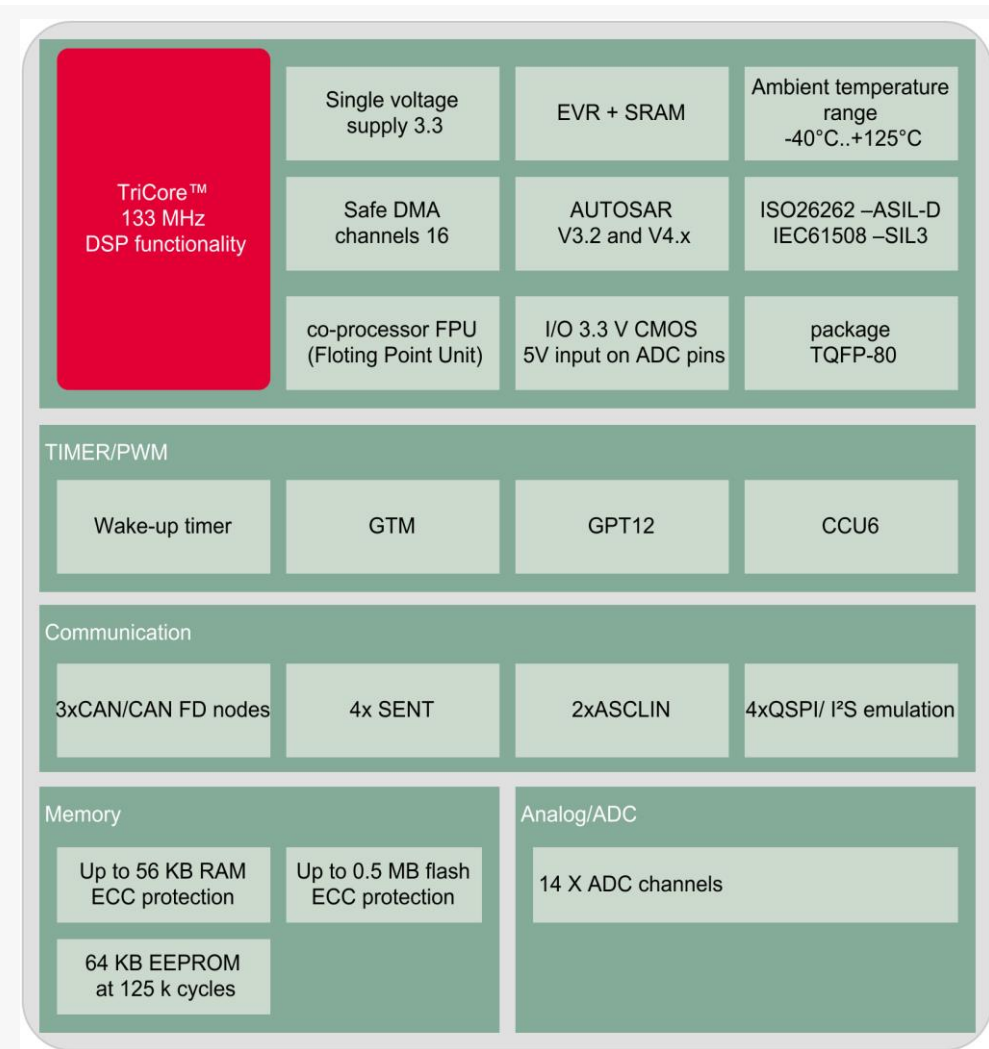 TriCore™
133 MHz
DSP functionality
Single voltage
supply 3.3
EVR + SRAM
Ambient temperature
range
-40°C..+125°C
Safe DMA
channels 16
AUTOSAR
V3.2 and V4.x
ISO26262 –ASIL-D
IEC61508 –SIL3
co-processor FPU
(Floting Point Unit)
I/O 3.3 V CMOS
5V input on ADC pins
package
TQFP-80
TIMER/PWM
Wake-up timer
GTM
GPT12
CCU6
Communication
3xCAN/CAN FD nodes
4x SENT
2xASCLIN
4xQSPI/ I²S emulation
Memory
Up to 56 KB RAM
ECC protection
Up to 0.5 MB flash
ECC protection
64 KB EEPROM
at 125 k cycles
Analog/ADC
14 X ADC channels